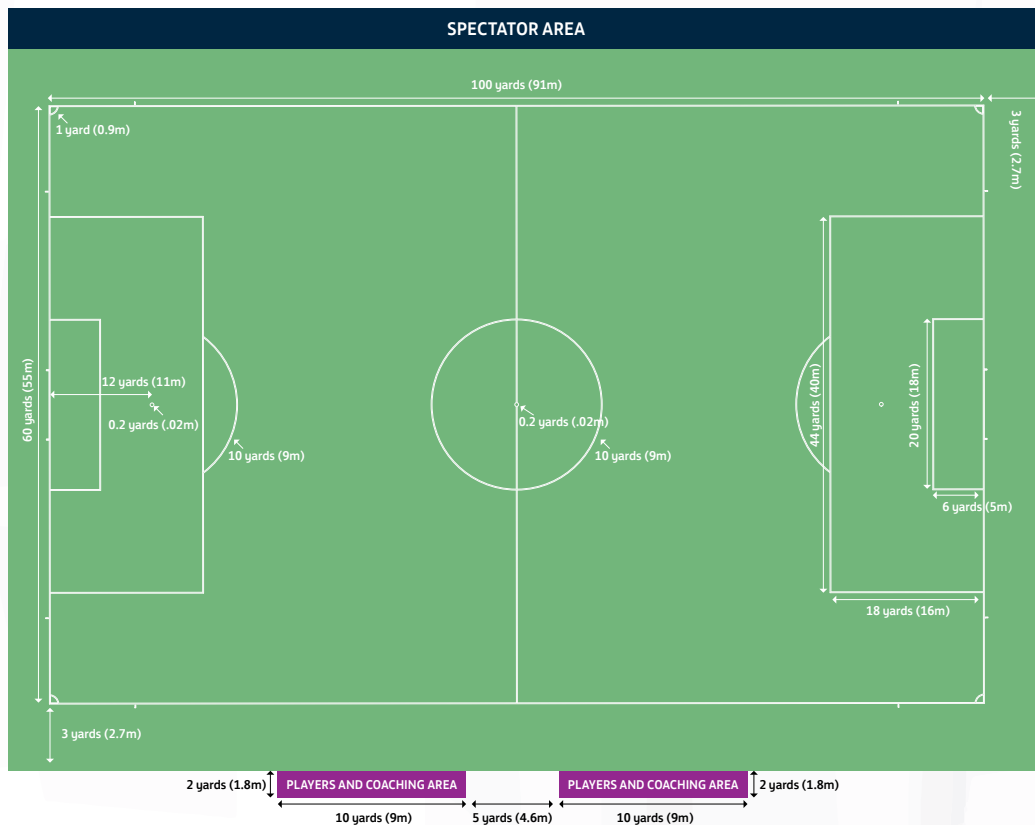 SPECTATOR AREA
100 yards (91m)
1 yard (0.9m)
3 yards (2.7m)
60 yards (55m)
12 yards (11m)
0.2 yards (.02m)
10 yards (9m)
0.2 yards (.02m)
10 yards (9m)
44 yards (40m)
20 yards (18m)
6 yards (5m)
18 yards (16m)
3 yards (2.7m)
2 yards (1.8m)
PLAYERS AND COACHING AREA
PLAYERS AND COACHING AREA
2 yards (1.8m)
10 yards (9m)
5 yards (4.6m)
10 yards (9m)